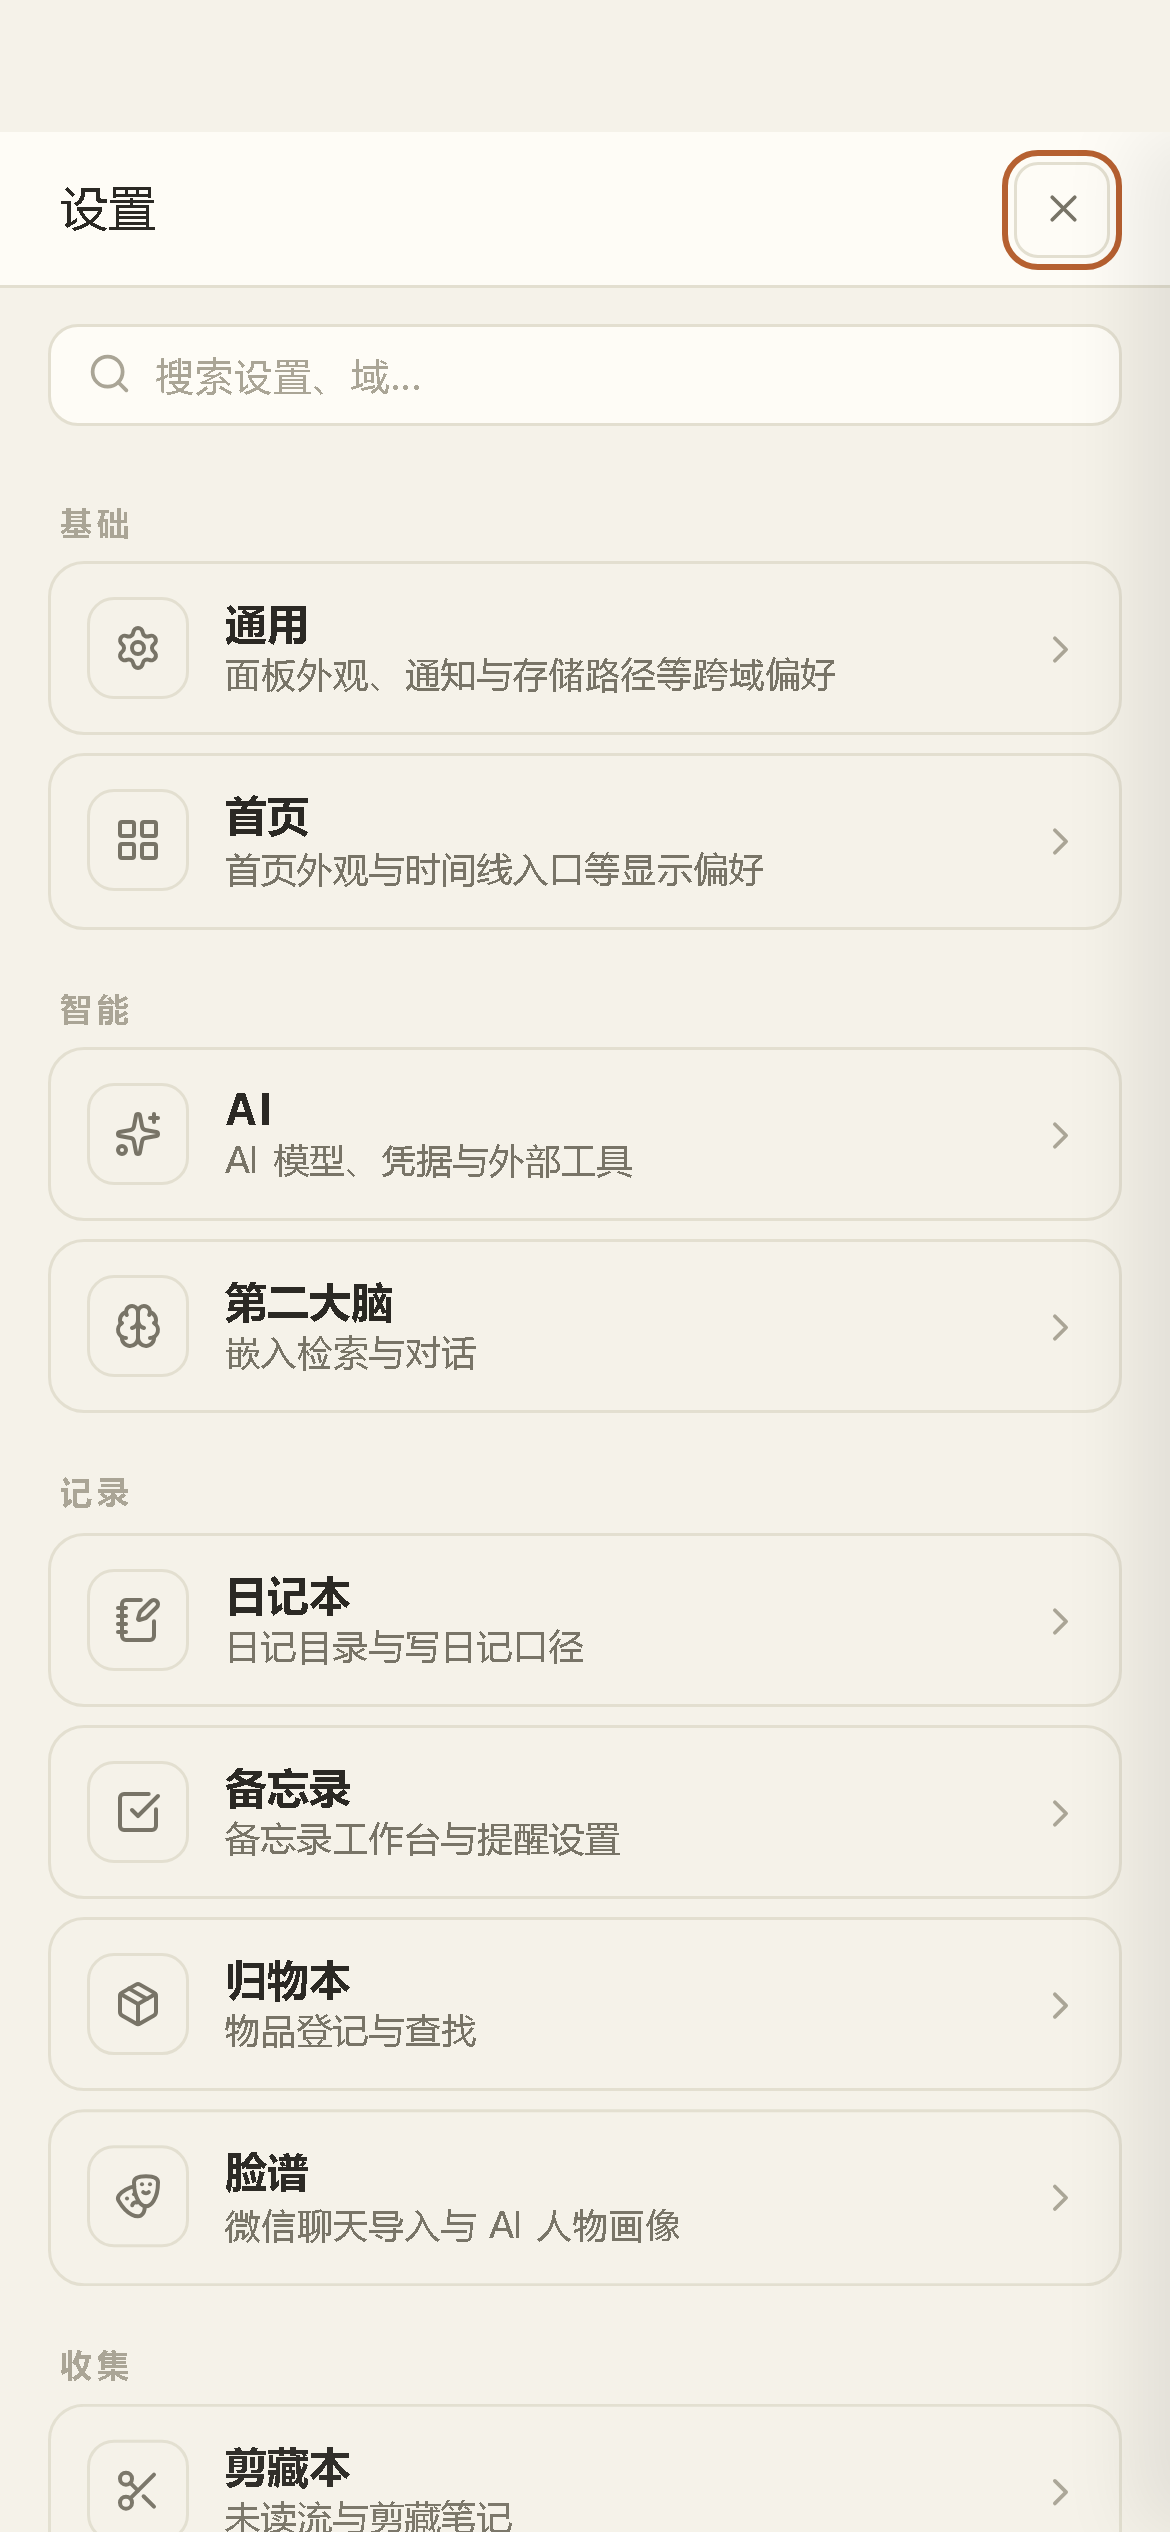 设置
搜索设置、域...
基础
通用
面板外观、通知与存储路径等跨域偏好
首页
首页外观与时间线入口等显示偏好
智能
AI
AI 模型、凭据与外部工具
第二大脑
嵌入检索与对话
记录
日记本
日记目录与写日记口径
备忘录
备忘录工作台与提醒设置
归物本
物品登记与查找
脸谱
微信聊天导入与 AI 人物画像
收集
剪藏本
未读流与剪藏笔记